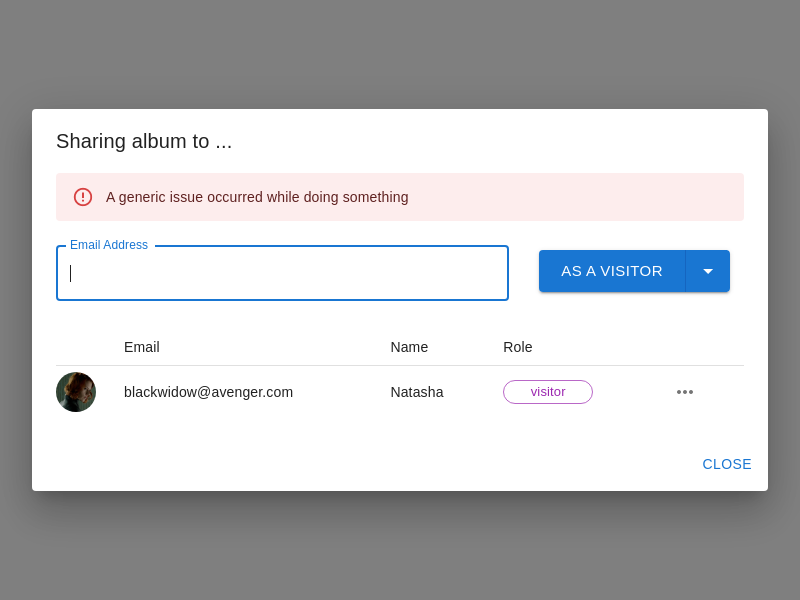 Sharing album to ...
A generic issue occurred while doing something
Email Address
AS A VISITOR
Email Name Role
blackwidow@avenger.com Natasha visitor
CLOSE